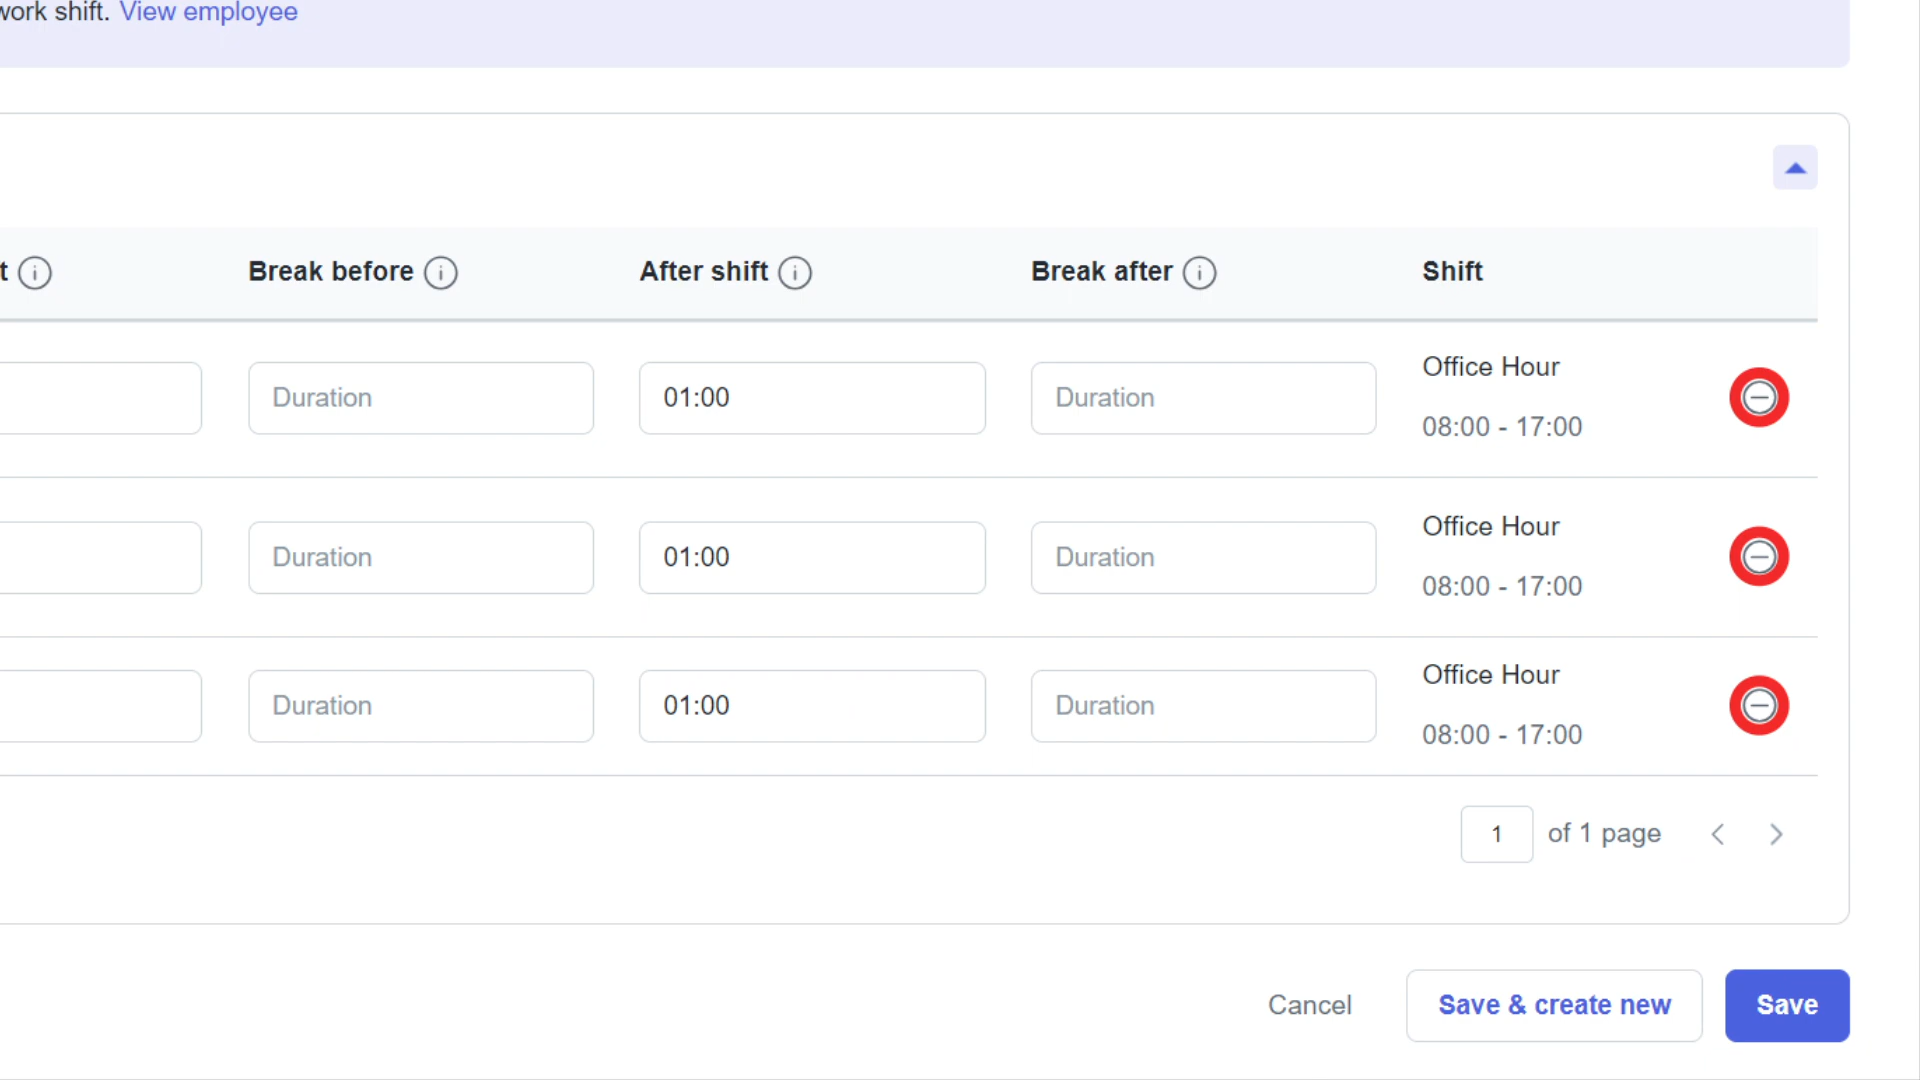 work shift. View employee
t Break before After shift Break after Shift
Duration 01:00 Duration Office Hour
08:00 - 17:00
Duration 01:00 Duration Office Hour
08:00 - 17:00
Duration 01:00 Duration Office Hour
08:00 - 17:00
1 of 1 page
Cancel Save & create new Save